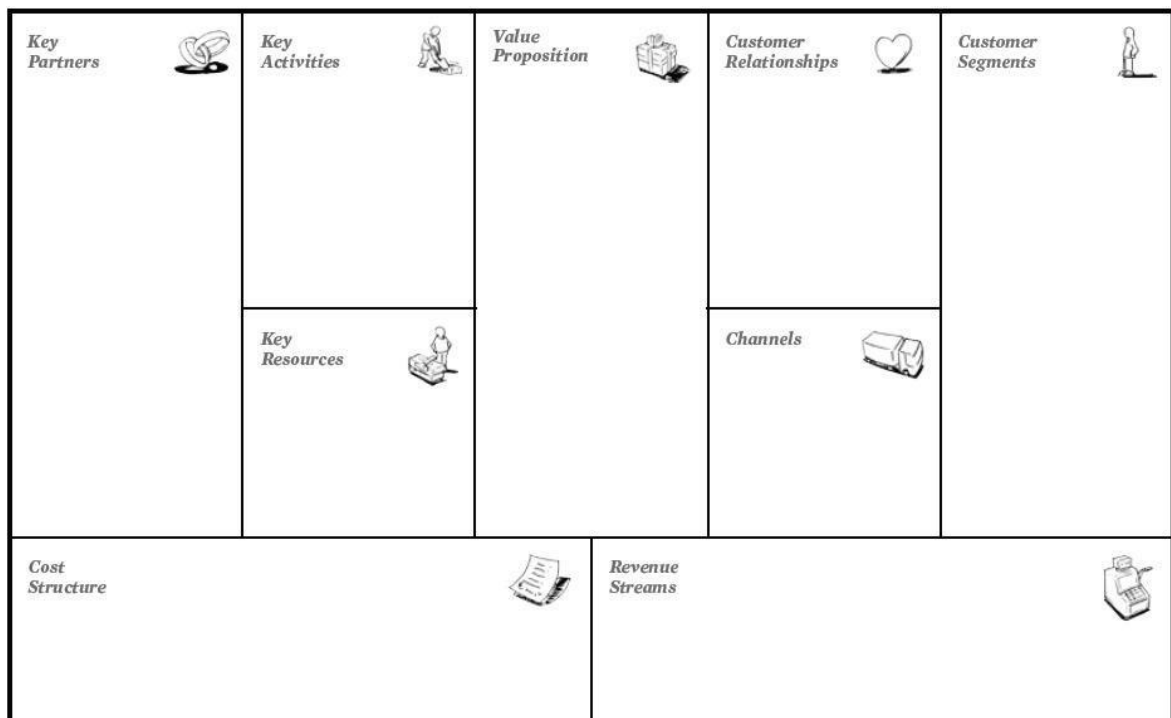 Key
Partners
Key
Activities
Value
Proposition
Customer
Relationships
Customer
Segments
Key
Resources
Channels
Cost
Structure
Revenue
Streams